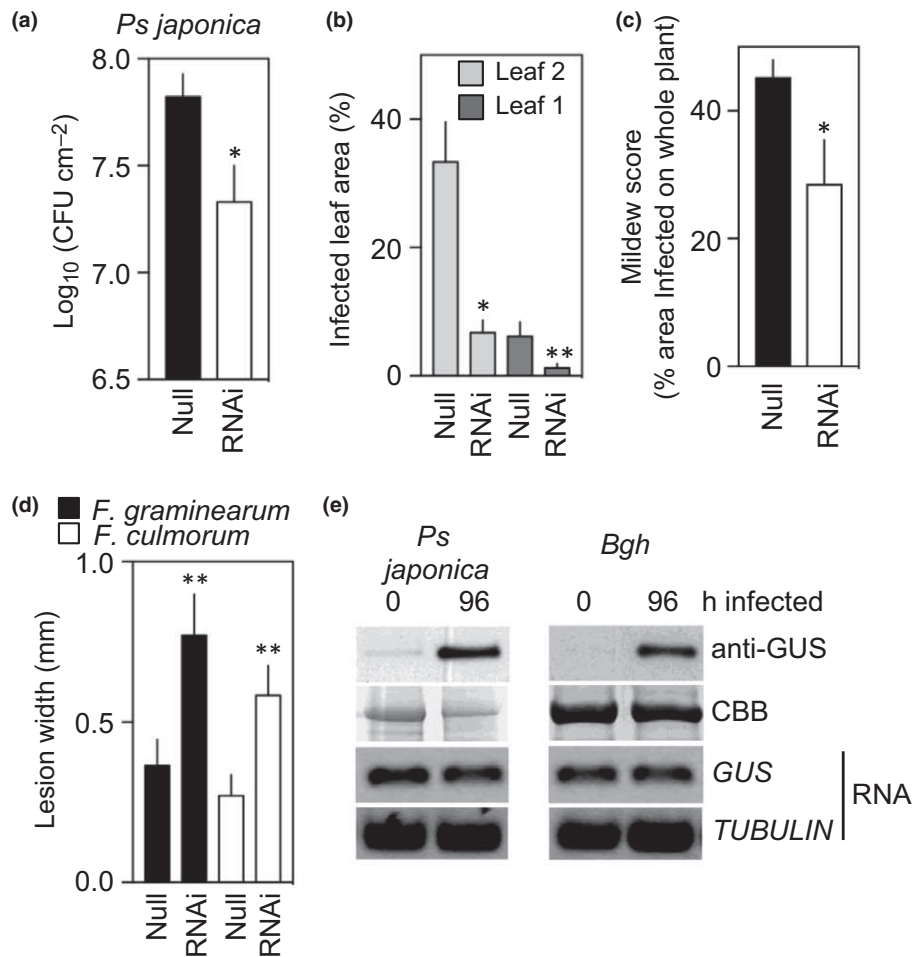 (a)
Ps japonica
Log10 (CFU cm−2)
8.0
7.5
7.0
6.5
*
Null
RNAi
(b)
Infected leaf area (%)
40
20
0
Leaf 2
Leaf 1
*
**
Null
RNAi
Null
RNAi
(c)
Mildew score
(% area Infected on whole plant)
40
20
0
*
Null
RNAi
(d)
F. graminearum
F. culmorum
Lesion width (mm)
1.0
0.5
0.0
**
**
Null
RNAi
Null
RNAi
(e)
Ps
japonica
Bgh
0 96 0 96 h infected
anti-GUS
CBB
GUS
TUBULIN
RNA